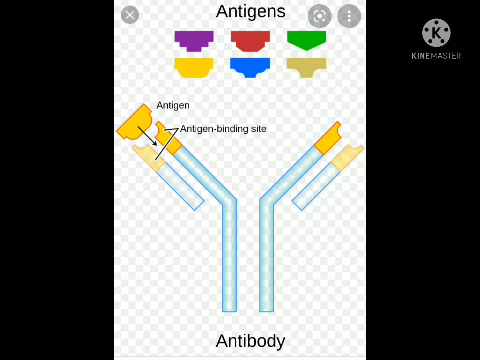 Antigens
K
KINEMASTER
Antigen
Antigen-binding site
Antibody